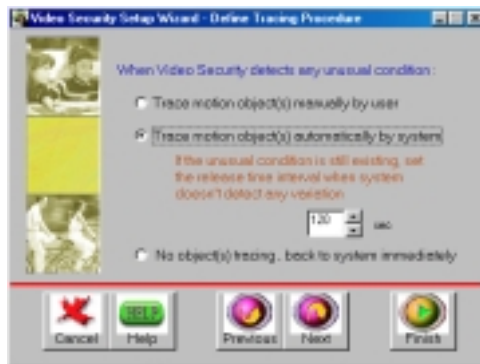 Video Security Setup Wizard - Define Tracing Procedure
When Video Security detects any unusual condition :
Trace motion object(s) manually by user
Trace motion object(s) automatically by system
If the unusual condition is still existing, set
the release time interval when system
doesn't detect any variation
120 sec
No object(s) tracing , back to system immediately
Cancel
HELP
Help
Previous
Next
Finish